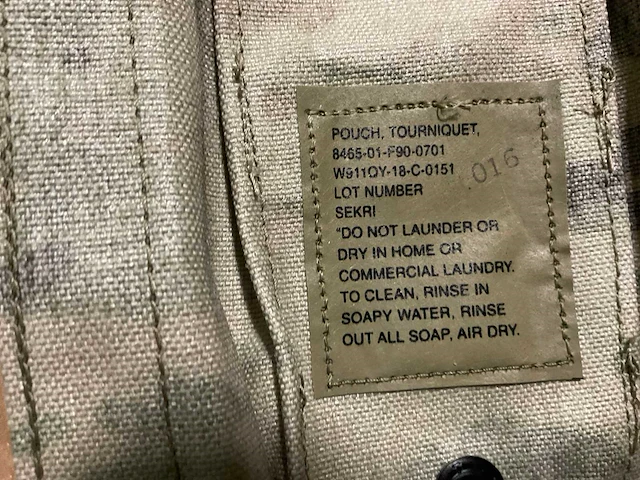 POUCH, TOURNIQUET,
8465-01-F90-0701
W911QY-18-C-0151
LOT NUMBER 016
SEKRI
"DO NOT LAUNDER OR
DRY IN HOME OR
COMMERCIAL LAUNDRY.
TO CLEAN, RINSE IN
SOAPY WATER, RINSE
OUT ALL SOAP, AIR DRY.